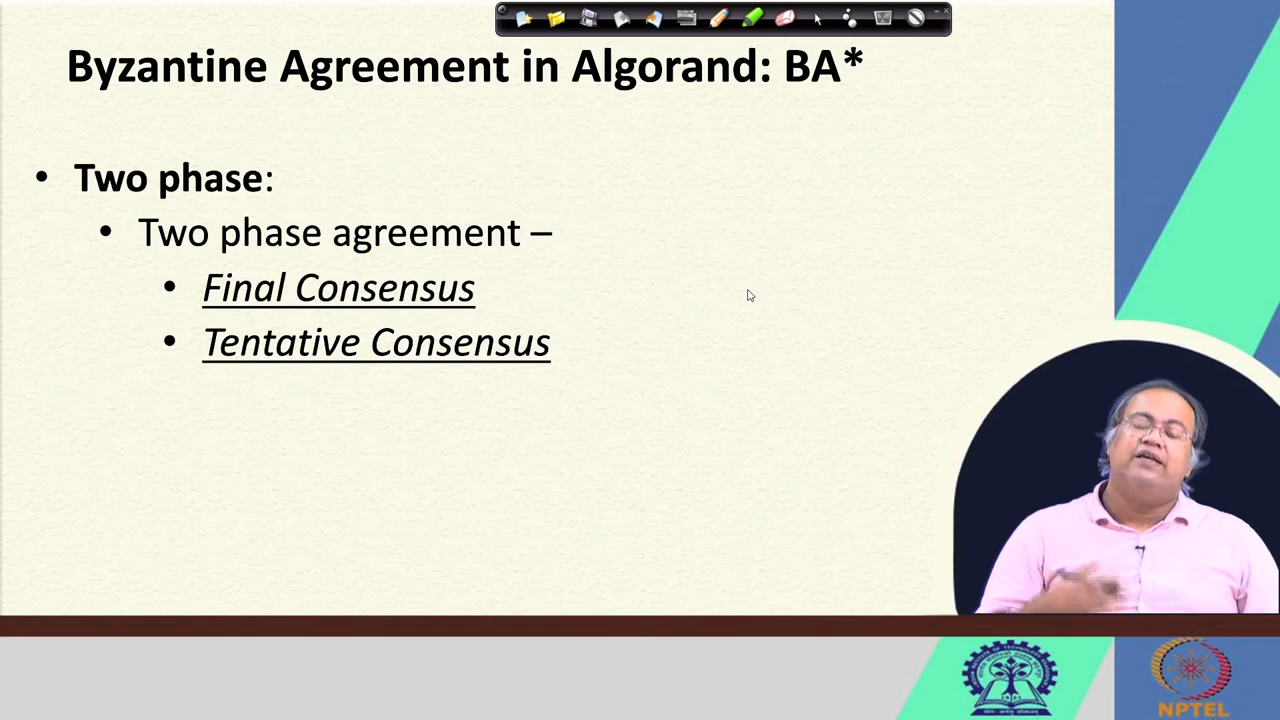 Byzantine Agreement in Algorand: BA*
• Two phase:
• Two phase agreement –
• Final Consensus
• Tentative Consensus
NPTEL